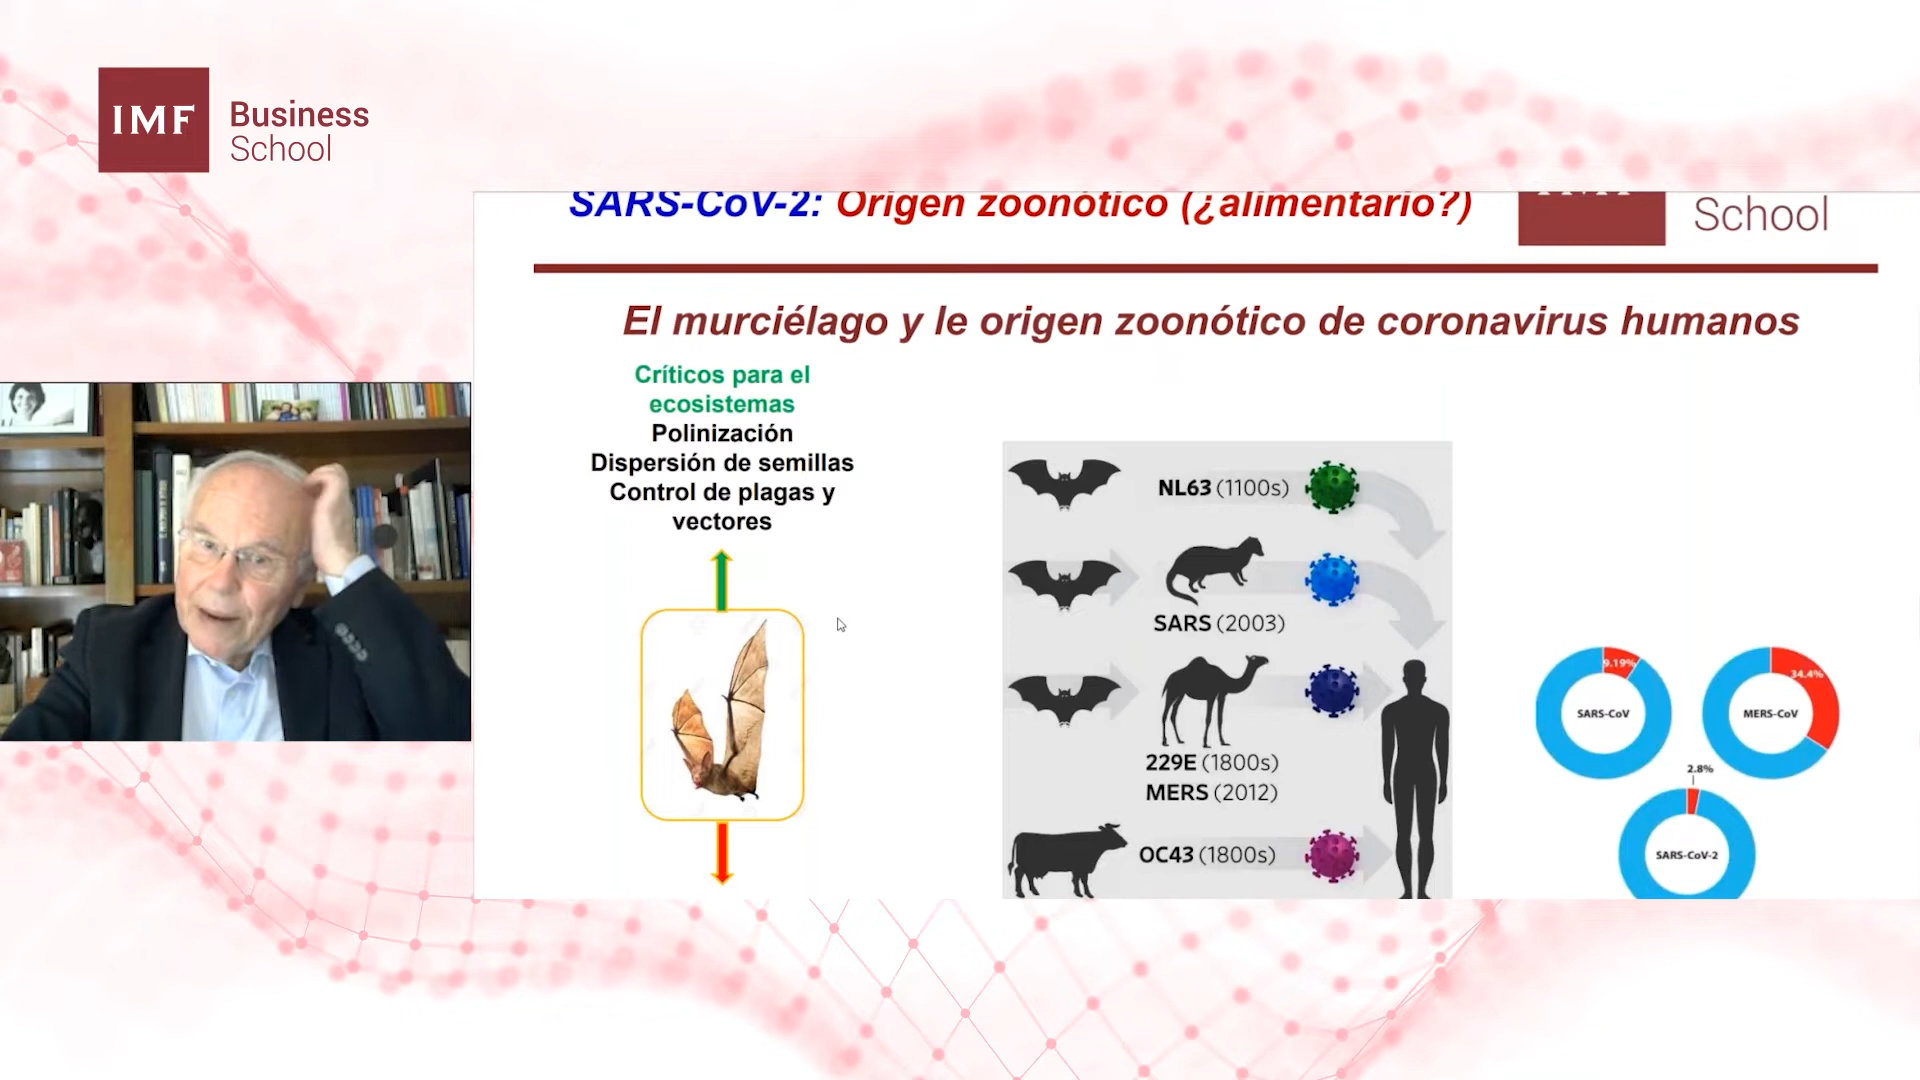 IMF Business
School
SARS-CoV-2: Origen zoonótico (¿alimentario?)
School
El murciélago y le origen zoonótico de coronavirus humanos
Críticos para el
ecosistemas
Polinización
Dispersión de semillas
Control de plagas y
vectores
NL63 (1100s)
SARS (2003)
229E (1800s)
MERS (2012)
OC43 (1800s)
9.19%
SARS-CoV
34.4%
MERS-CoV
2.8%
SARS-CoV-2